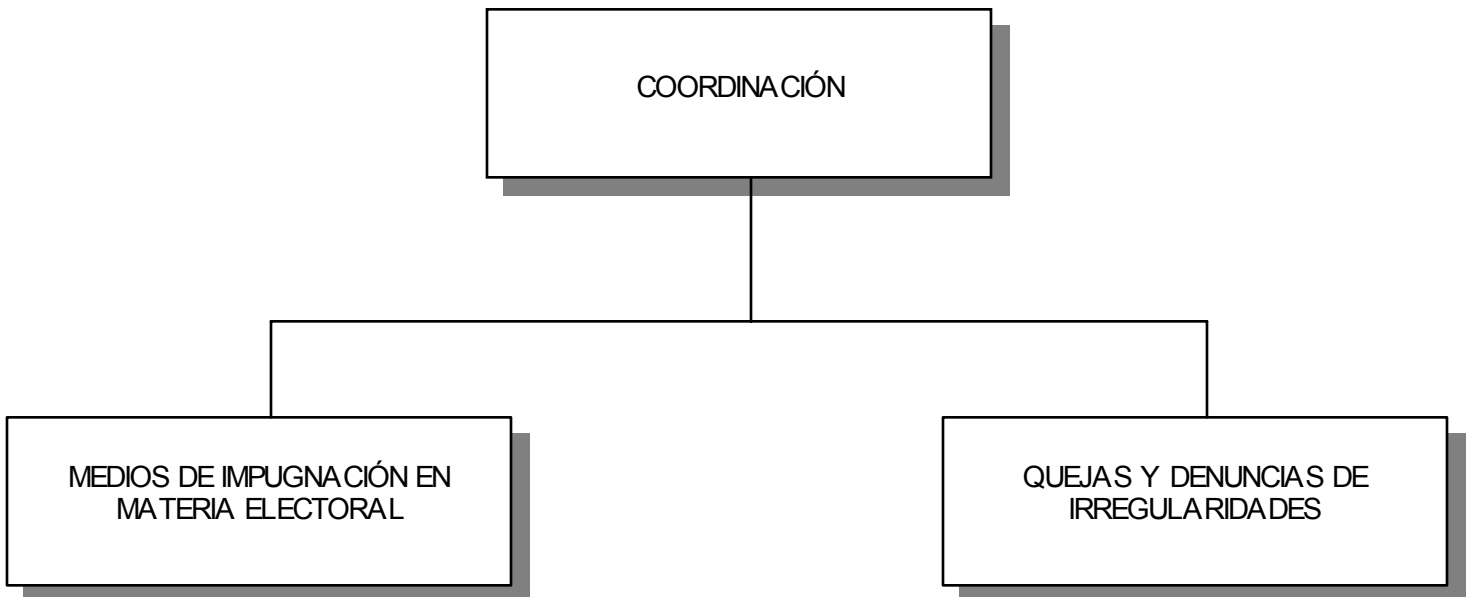 COORDINACIÓN
MEDIOS DE IMPUGNACIÓN EN
MATERIA ELECTORAL
QUEJAS Y DENUNCIAS DE
IRREGULARIDADES